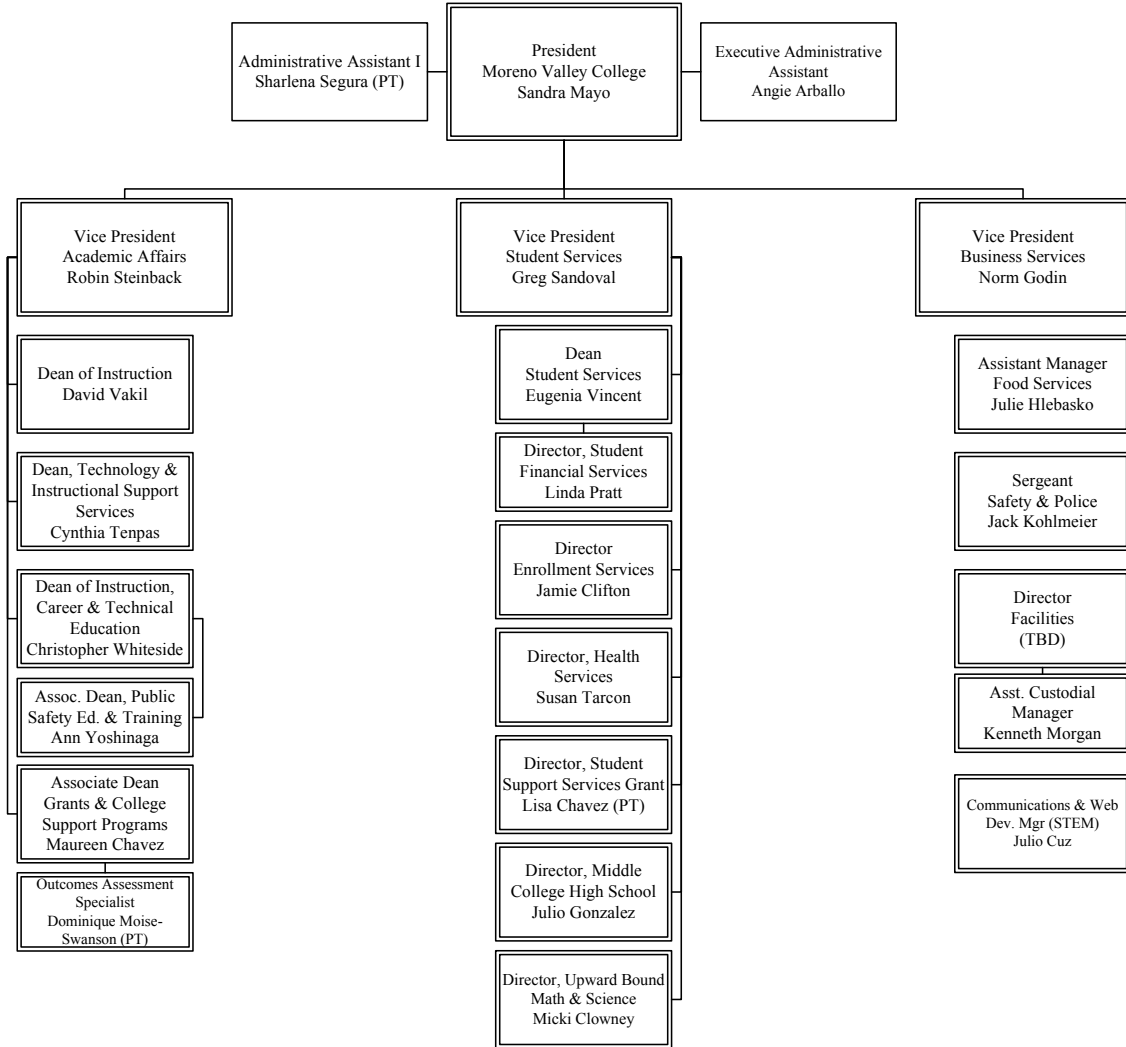 Administrative Assistant I
Sharlena Segura (PT)
President
Moreno Valley College
Sandra Mayo
Executive Administrative
Assistant
Angie Arballo
Vice President
Academic Affairs
Robin Steinback
Dean of Instruction
David Vakil
Dean, Technology &
Instructional Support
Services
Cynthia Tenpas
Dean of Instruction,
Career & Technical
Education
Christopher Whiteside
Assoc. Dean, Public
Safety Ed. & Training
Ann Yoshinaga
Associate Dean
Grants & College
Support Programs
Maureen Chavez
Outcomes Assessment
Specialist
Dominique Moise-
Swanson (PT)
Vice President
Student Services
Greg Sandoval
Dean
Student Services
Eugenia Vincent
Director, Student
Financial Services
Linda Pratt
Director
Enrollment Services
Jamie Clifton
Director, Health
Services
Susan Tarcon
Director, Student
Support Services Grant
Lisa Chavez (PT)
Director, Middle
College High School
Julio Gonzalez
Director, Upward Bound
Math & Science
Micki Clowney
Vice President
Business Services
Norm Godin
Assistant Manager
Food Services
Julie Hlebasko
Sergeant
Safety & Police
Jack Kohlmeier
Director
Facilities
(TBD)
Asst. Custodial
Manager
Kenneth Morgan
Communications & Web
Dev. Mgr (STEM)
Julio Cuz